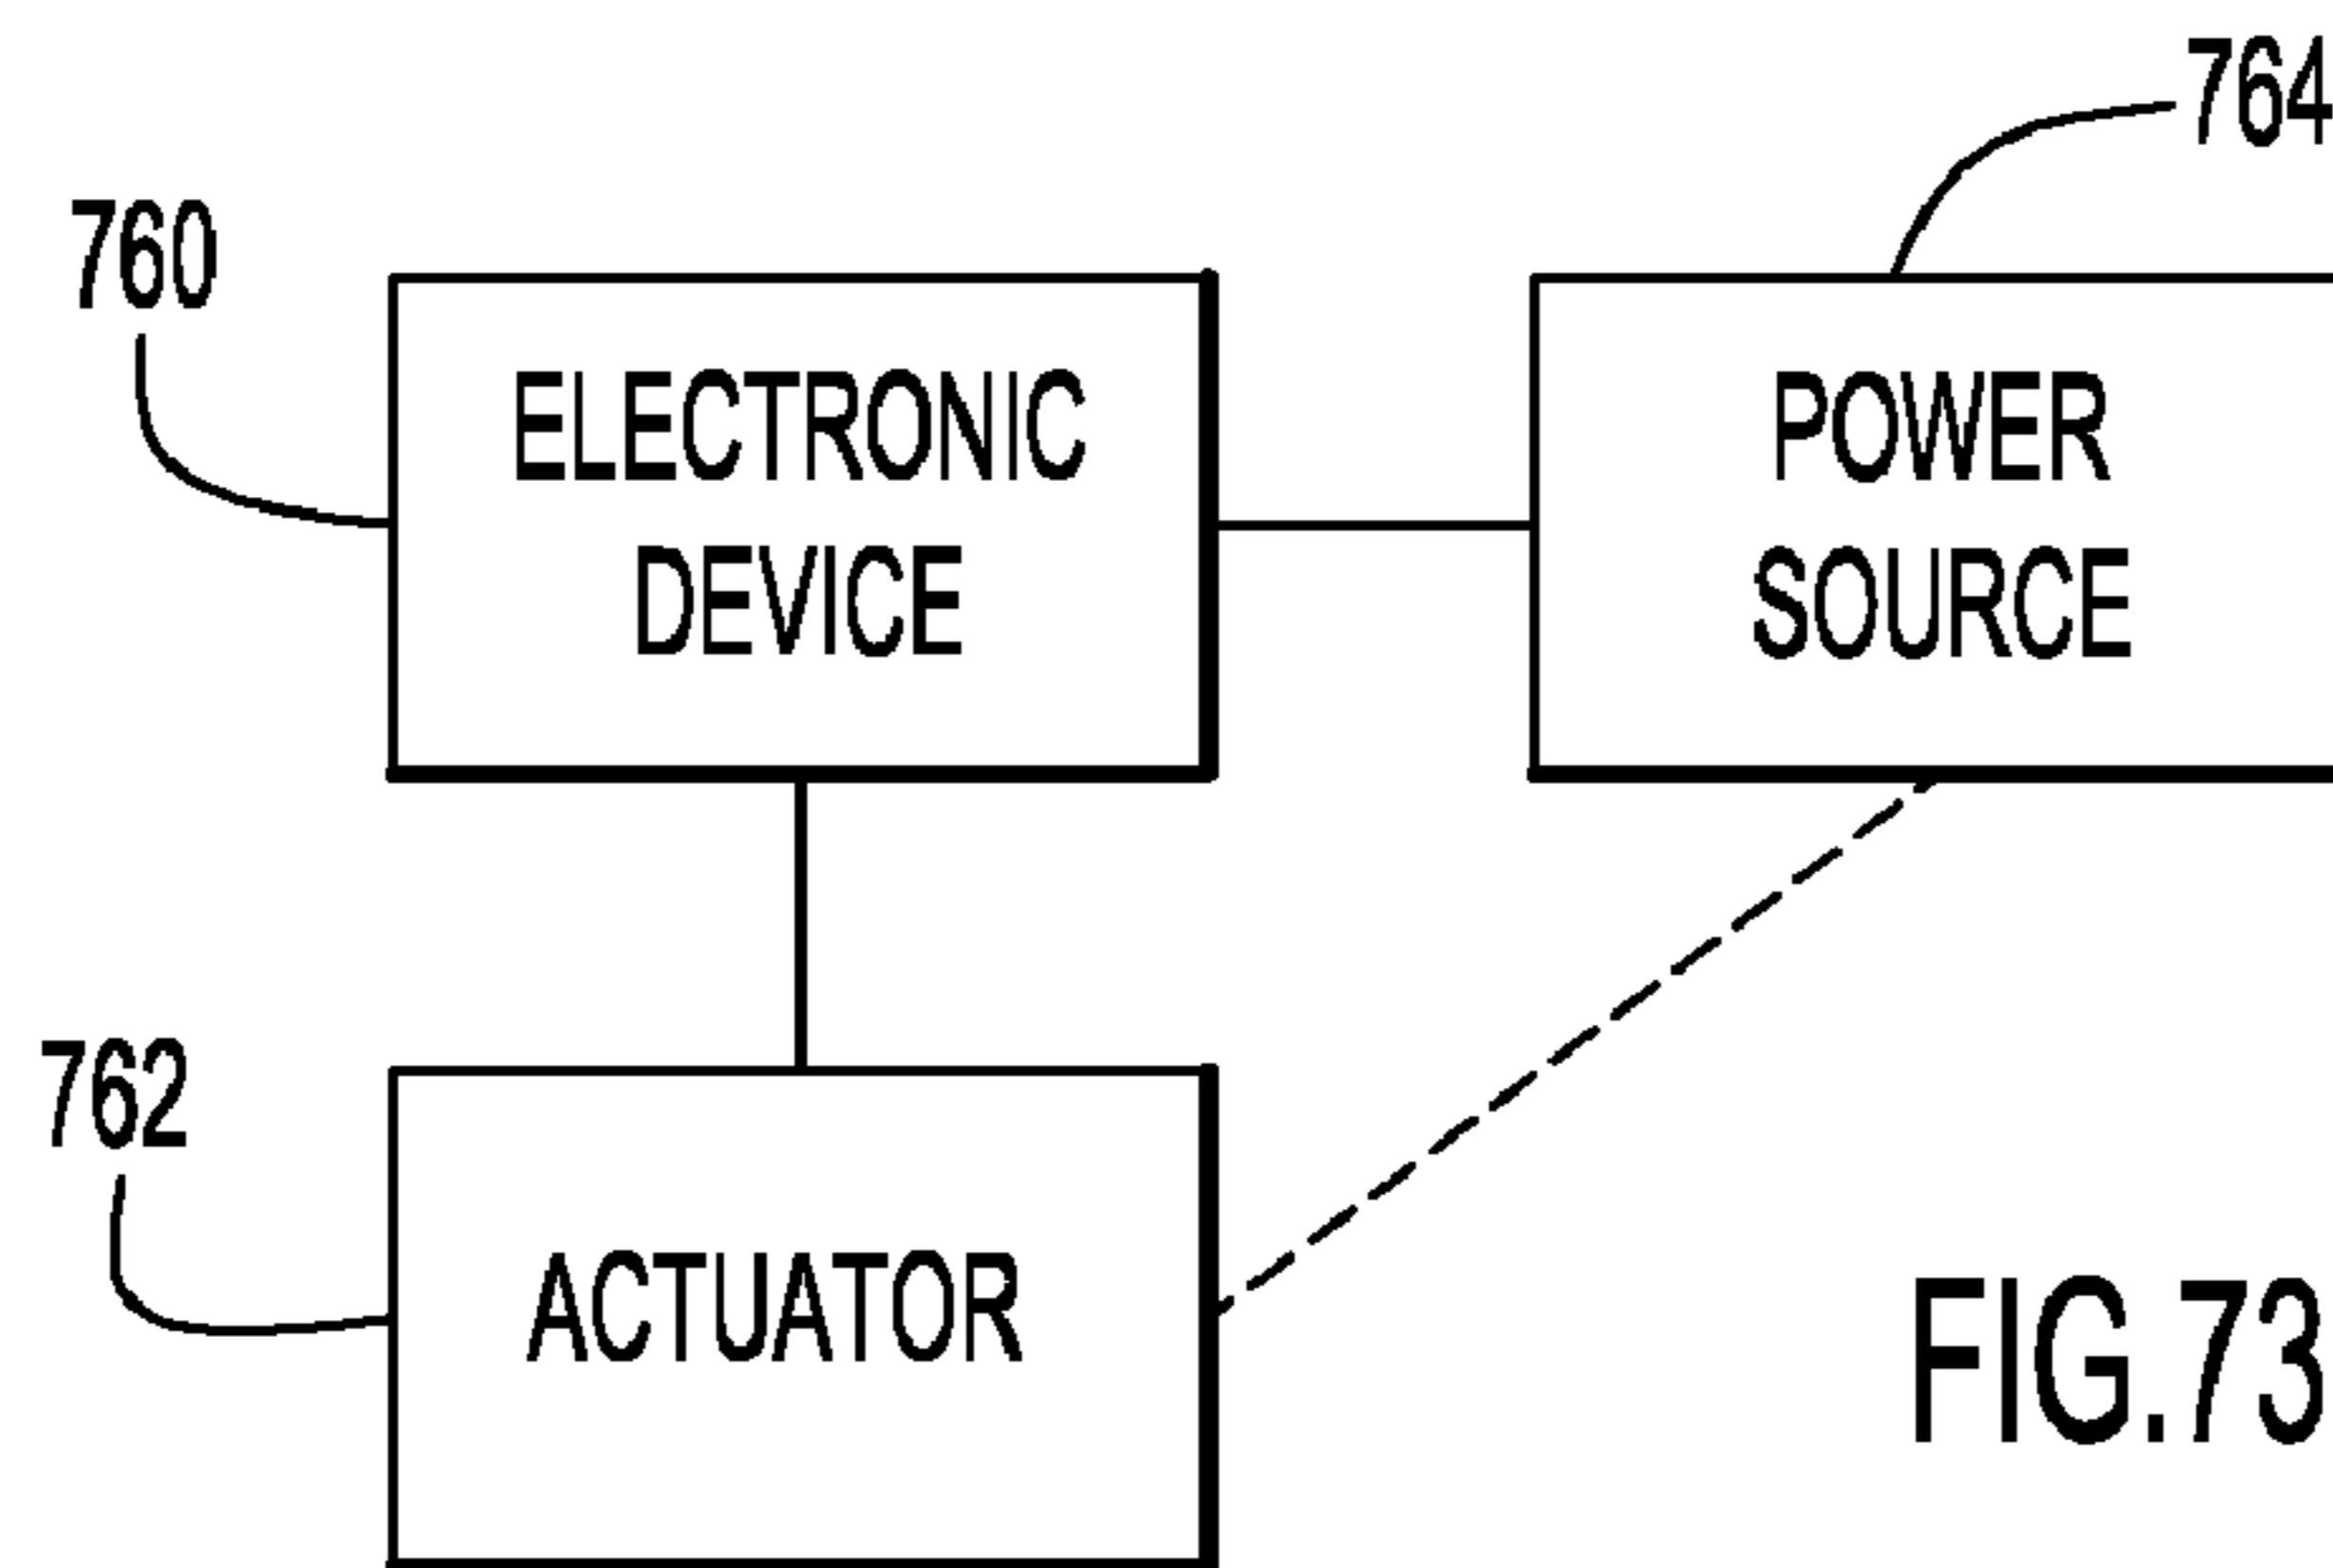 764
760
ELECTRONIC
DEVICE
POWER
SOURCE
762
ACTUATOR
FIG.73